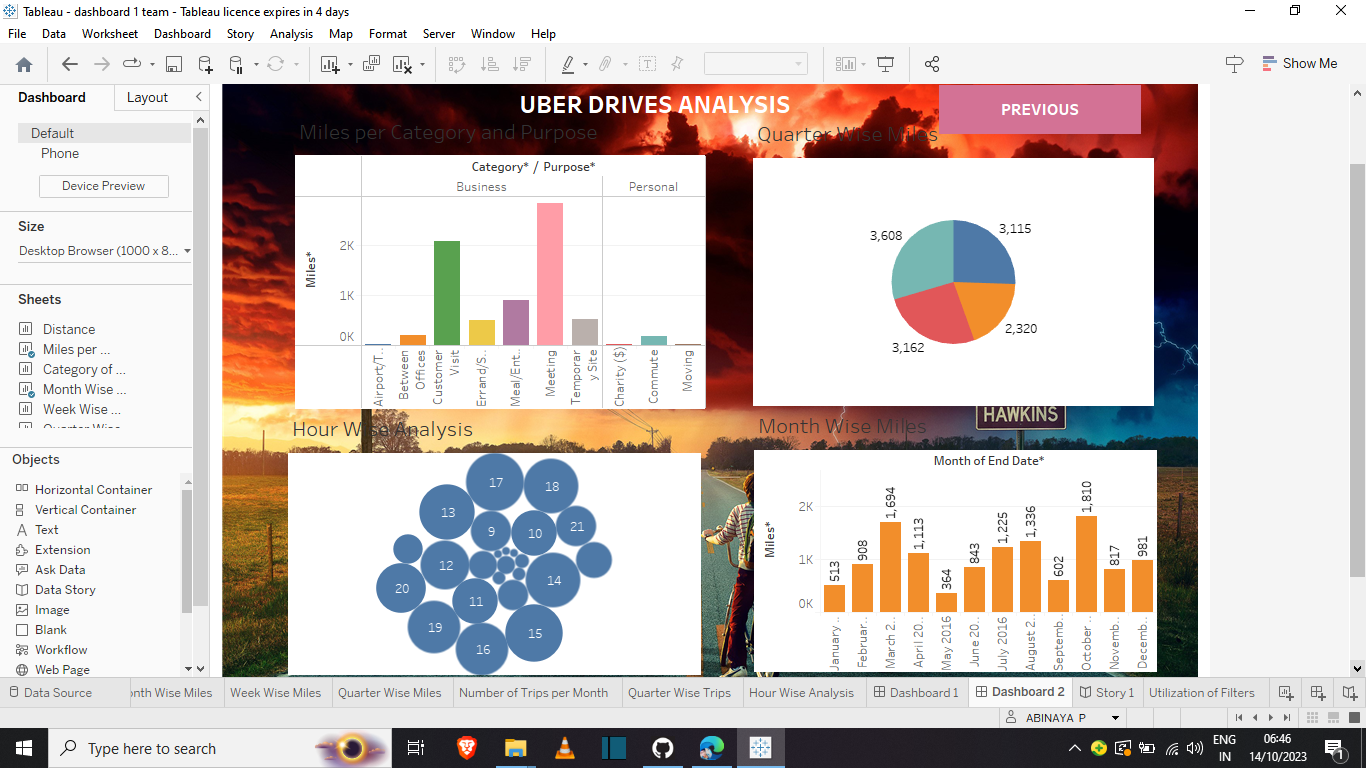 Tableau - dashboard 1 team - Tableau licence expires in 4 days
File Data Worksheet Dashboard Story Analysis Map Format Server Window Help
Show Me
Dashboard Layout
Default
Phone
Device Preview
Size
Desktop Browser (1000 x 8...
Sheets
Distance
Miles per ...
Category of ...
Month Wise ...
Week Wise ...
Quarter Wise
Objects
Horizontal Container
Vertical Container
Text
Extension
Ask Data
Data Story
Image
Blank
Workflow
Web Page
UBER DRIVES ANALYSIS
PREVIOUS
Miles per Category and Purpose
Category* / Purpose*
Business Personal
Miles*
2K
1K
0K
Airport/T..
Between Offices
Customer Visit
Errand/S..
Meal/Ent..
Meeting
Temporar y Site
Charity ($)
Commute
Moving
Quarter Wise Miles
3,608
3,115
2,320
3,162
HAWKINS
Hour Wise Analysis
17
18
13
9
10
21
12
14
20
11
19
15
16
Month Wise Miles
Month of End Date*
Miles*
2K
1K
0K
513
908
1,694
1,113
364
843
1,225
1,336
602
1,810
817
981
January ..
Februar..
March 2..
April 20..
May 2016
June 20..
July 2016
August 2..
Septemb..
October ..
Novemb..
Decemb..
Data Source
nth Wise Miles
Week Wise Miles
Quarter Wise Miles
Number of Trips per Month
Quarter Wise Trips
Hour Wise Analysis
Dashboard 1
Dashboard 2
Story 1
Utilization of Filters
ABINAYA P
Type here to search
ENG
IN
06:46
14/10/2023
1